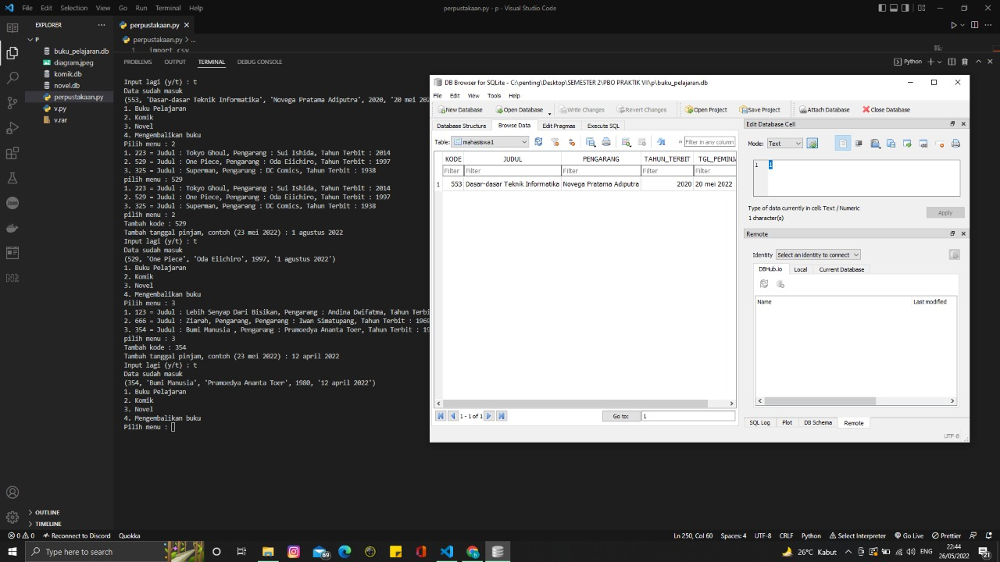 File Edit Selection View Go Run Terminal Help
perpustakaan.py - p - Visual Studio Code
EXPLORER
P
buku_pelajaran.db
diagram.jpeg
komik.db
novel.db
perpustakaan.py
v.py
v.rar
OUTLINE
TIMELINE
perpustakaan.py
perpustakaan.py > ...
1 import csv
PROBLEMS OUTPUT TERMINAL DEBUG CONSOLE
Python
Input lagi (y/t) : t
Data sudah masuk
(553, 'Dasar-dasar Teknik Informatika', 'Novega Pratama Adiputra', 2020, '20 mei 202
1. Buku Pelajaran
2. Komik
3. Novel
4. Mengembalikan buku
Pilih menu : 2
1. 223 = Judul : Tokyo Ghoul, Pengarang : Sui Ishida, Tahun Terbit : 2014
2. 529 = Judul : One Piece, Pengarang : Oda Eiichiro, Tahun Terbit : 1997
3. 325 = Judul : Superman, Pengarang : DC Comics, Tahun Terbit : 1938
pilih menu : 529
1. 223 = Judul : Tokyo Ghoul, Pengarang : Sui Ishida, Tahun Terbit : 2014
2. 529 = Judul : One Piece, Pengarang : Oda Eiichiro, Tahun Terbit : 1997
3. 325 = Judul : Superman, Pengarang : DC Comics, Tahun Terbit : 1938
pilih menu : 2
Tambah kode : 529
Tambah tanggal pinjam, contoh (23 mei 2022) : 1 agustus 2022
Input lagi (y/t) : t
Data sudah masuk
(529, 'One Piece', 'Oda Eiichiro', 1997, '1 agustus 2022')
1. Buku Pelajaran
2. Komik
3. Novel
4. Mengembalikan buku
Pilih menu : 3
1. 123 = Judul : Lebih Senyap Dari Bisikan, Pengarang : Andina Dwifatma, Tahun Terbi
2. 666 = Judul : Ziarah, Pengarang, Pengarang : Iwan Simatupang, Tahun Terbit : 1969
3. 354 = Judul : Bumi Manusia , Pengarang : Pramoedya Ananta Toer, Tahun Terbit : 19
pilih menu : 3
Tambah kode : 354
Tambah tanggal pinjam, contoh (23 mei 2022) : 12 april 2022
Input lagi (y/t) : t
Data sudah masuk
(354, 'Bumi Manusia', 'Pramoedya Ananta Toer', 1980, '12 april 2022')
1. Buku Pelajaran
2. Komik
3. Novel
4. Mengembalikan buku
Pilih menu :
DB Browser for SQLite - C:\penting\Desktop\SEMESTER 2\PBO PRAKTIK VII\p\buku_pelajaran.db
File Edit View Tools Help
New Database Open Database Write Changes Revert Changes Open Project Save Project Attach Database Close Database
Database Structure Browse Data Edit Pragmas Execute SQL
Table: mahasiswa1 » Filter in any column
KODE JUDUL PENGARANG TAHUN_TERBIT TGL_PEMINJA
Filter Filter Filter Filter Filter
1 553 Dasar-dasar Teknik Informatika Novega Pratama Adiputra 2020 20 mei 2022
1 - 1 of 1 Go to: 1
Edit Database Cell
Mode: Text
1 1
Type of data currently in cell: Text / Numeric
1 character(s)
Apply
Remote
Identity Select an identity to connect
DBHub.io Local Current Database
Name Last modified
SQL Log Plot DB Schema Remote
UTF-8
0 0 Reconnect to Discord Quokka
Ln 250, Col 60 Spaces: 4 UTF-8 CRLF Python Select Interpreter Go Live Prettier
Type here to search
69
26°C Kabut
ENG
22:44
26/05/2022
23